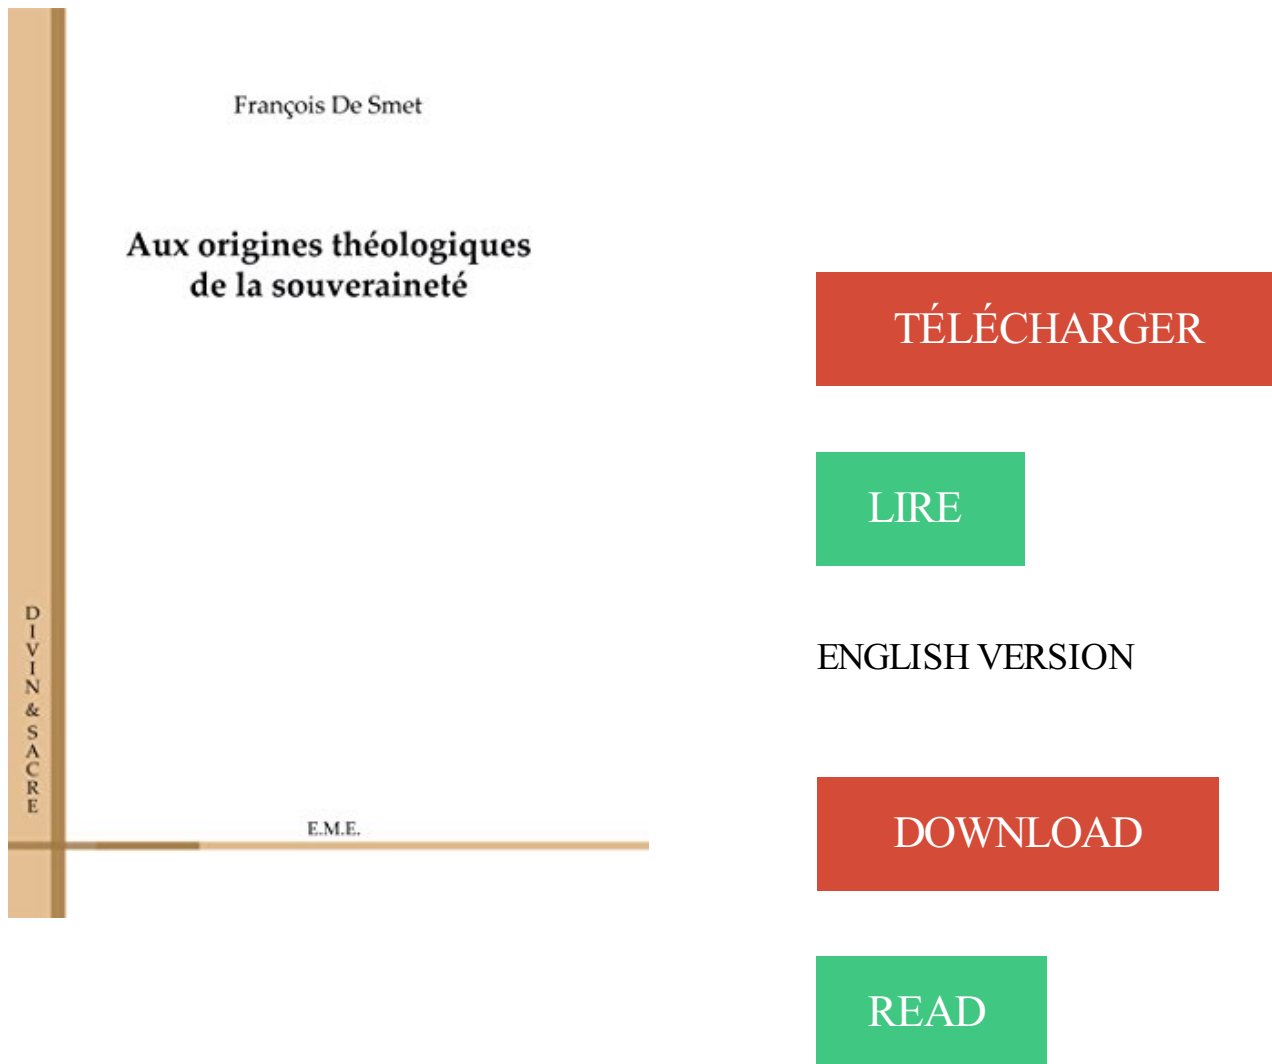 François De Smet
Aux origines théologiques
de la souveraineté
DIVIN & SACRE
E.M.E.
TÉLÉCHARGER
LIRE
ENGLISH VERSION
DOWNLOAD
READ